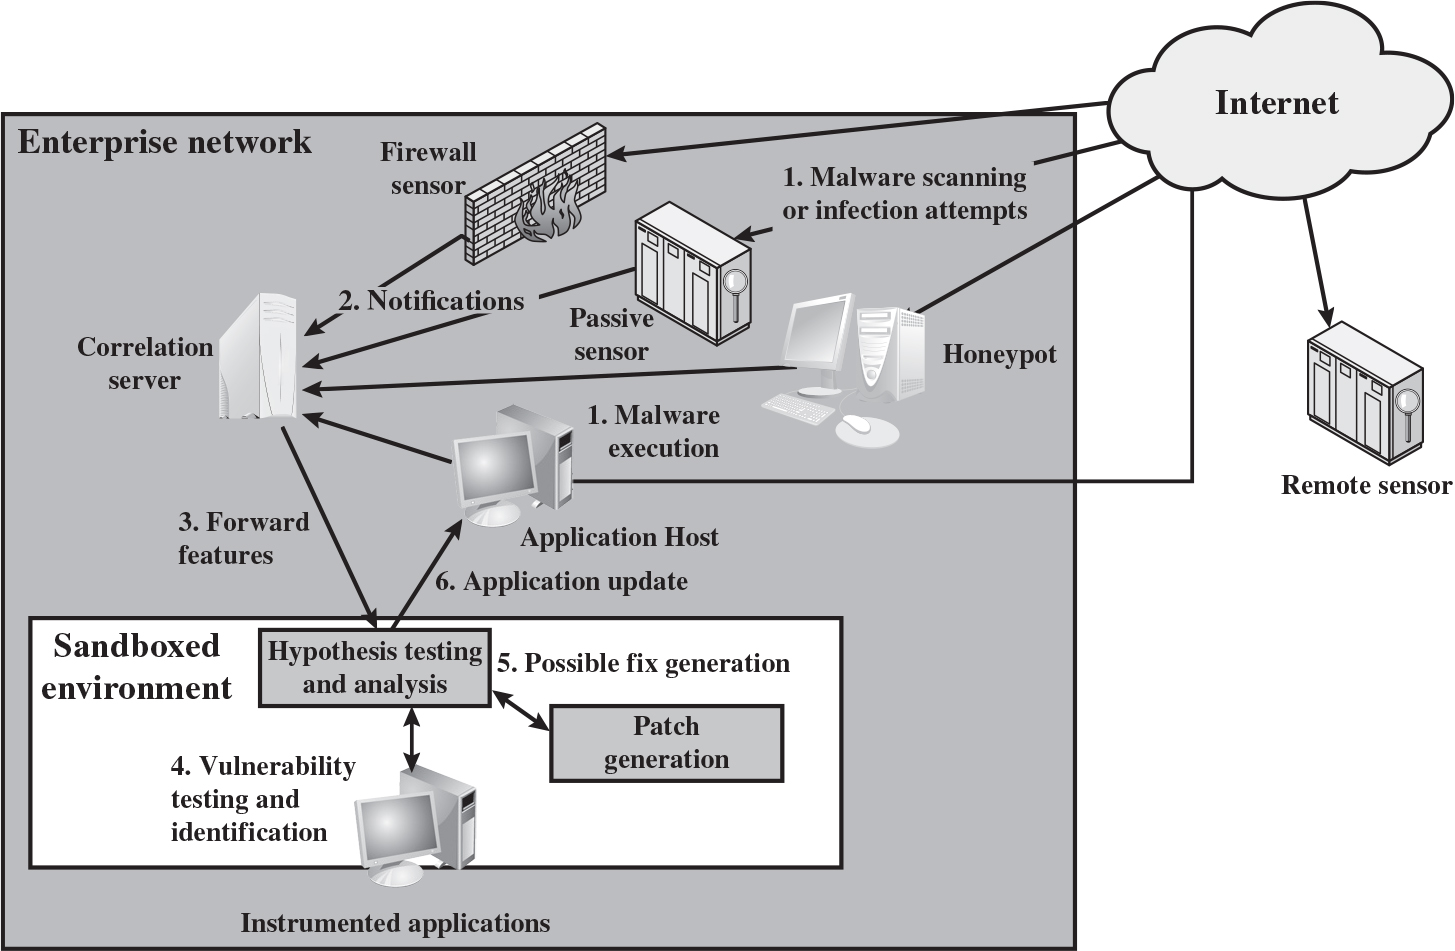 Internet
Enterprise network
Firewall
sensor
1. Malware scanning
or infection attempts
2. Notifications
Passive
sensor
Correlation
server
Honeypot
1. Malware
execution
Remote sensor
3. Forward
features
Application Host
6. Application update
Sandboxed
environment
Hypothesis testing
and analysis
5. Possible fix generation
Patch
generation
4. Vulnerability
testing and
identification
Instrumented applications